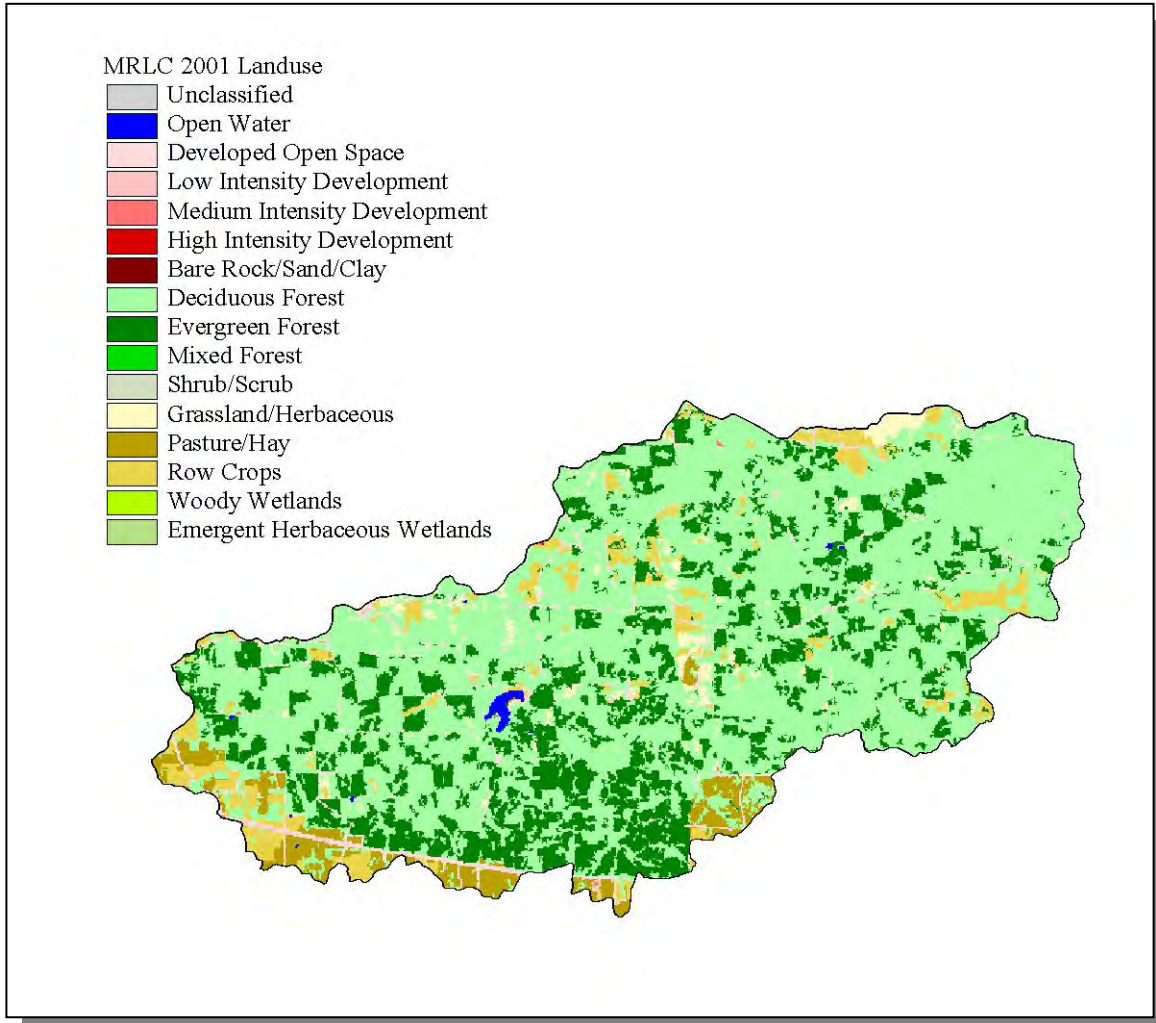 MRLC 2001 Landuse
Unclassified
Open Water
Developed Open Space
Low Intensity Development
Medium Intensity Development
High Intensity Development
Bare Rock/Sand/Clay
Deciduous Forest
Evergreen Forest
Mixed Forest
Shrub/Scrub
Grassland/Herbaceous
Pasture/Hay
Row Crops
Woody Wetlands
Emergent Herbaceous Wetlands